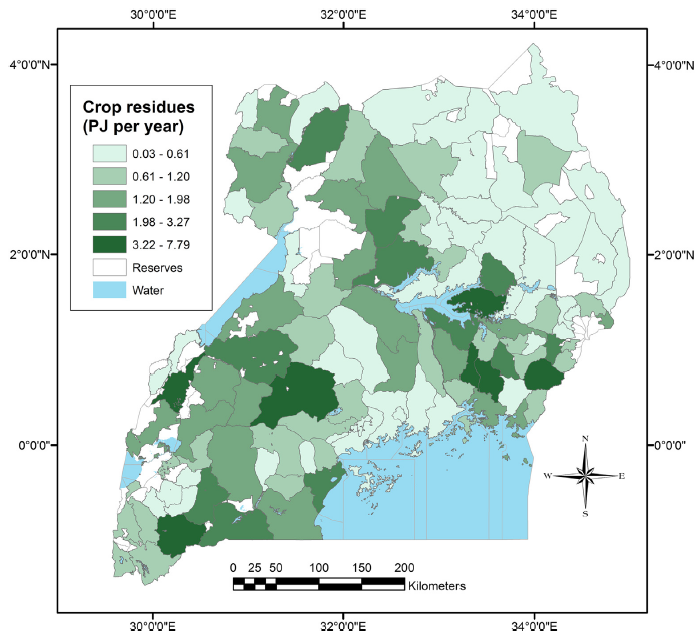 30°0'0"E 32°0'0"E 34°0'0"E
4°0'0"N 4°0'0"N
Crop residues
(PJ per year)
0.03 - 0.61
0.61 - 1.20
1.20 - 1.98
1.98 - 3.27
3.22 - 7.79
Reserves
Water
2°0'0"N 2°0'0"N
0°0'0" 0°0'0"
N
W E
S
0 25 50 100 150 200
Kilometers
30°0'0"E 32°0'0"E 34°0'0"E